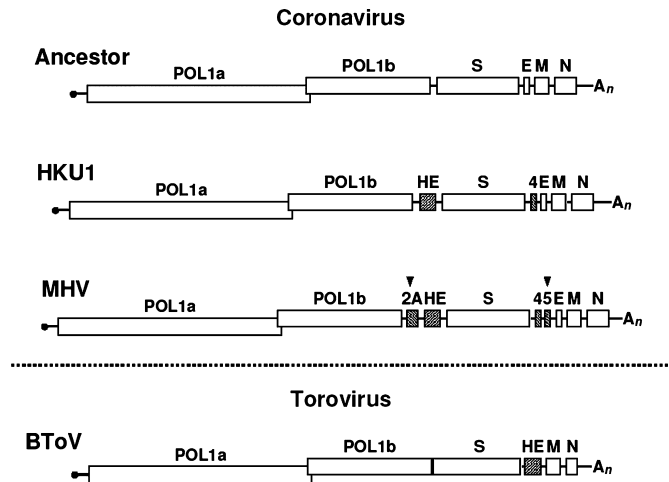 Coronavirus
Ancestor
POL1a POL1b S E M N An
HKU1
POL1a POL1b HE S 4 E M N An
MHV
POL1a POL1b 2A HE S 4 5 E M N An
Torovirus
BToV
POL1a POL1b S HE M N An